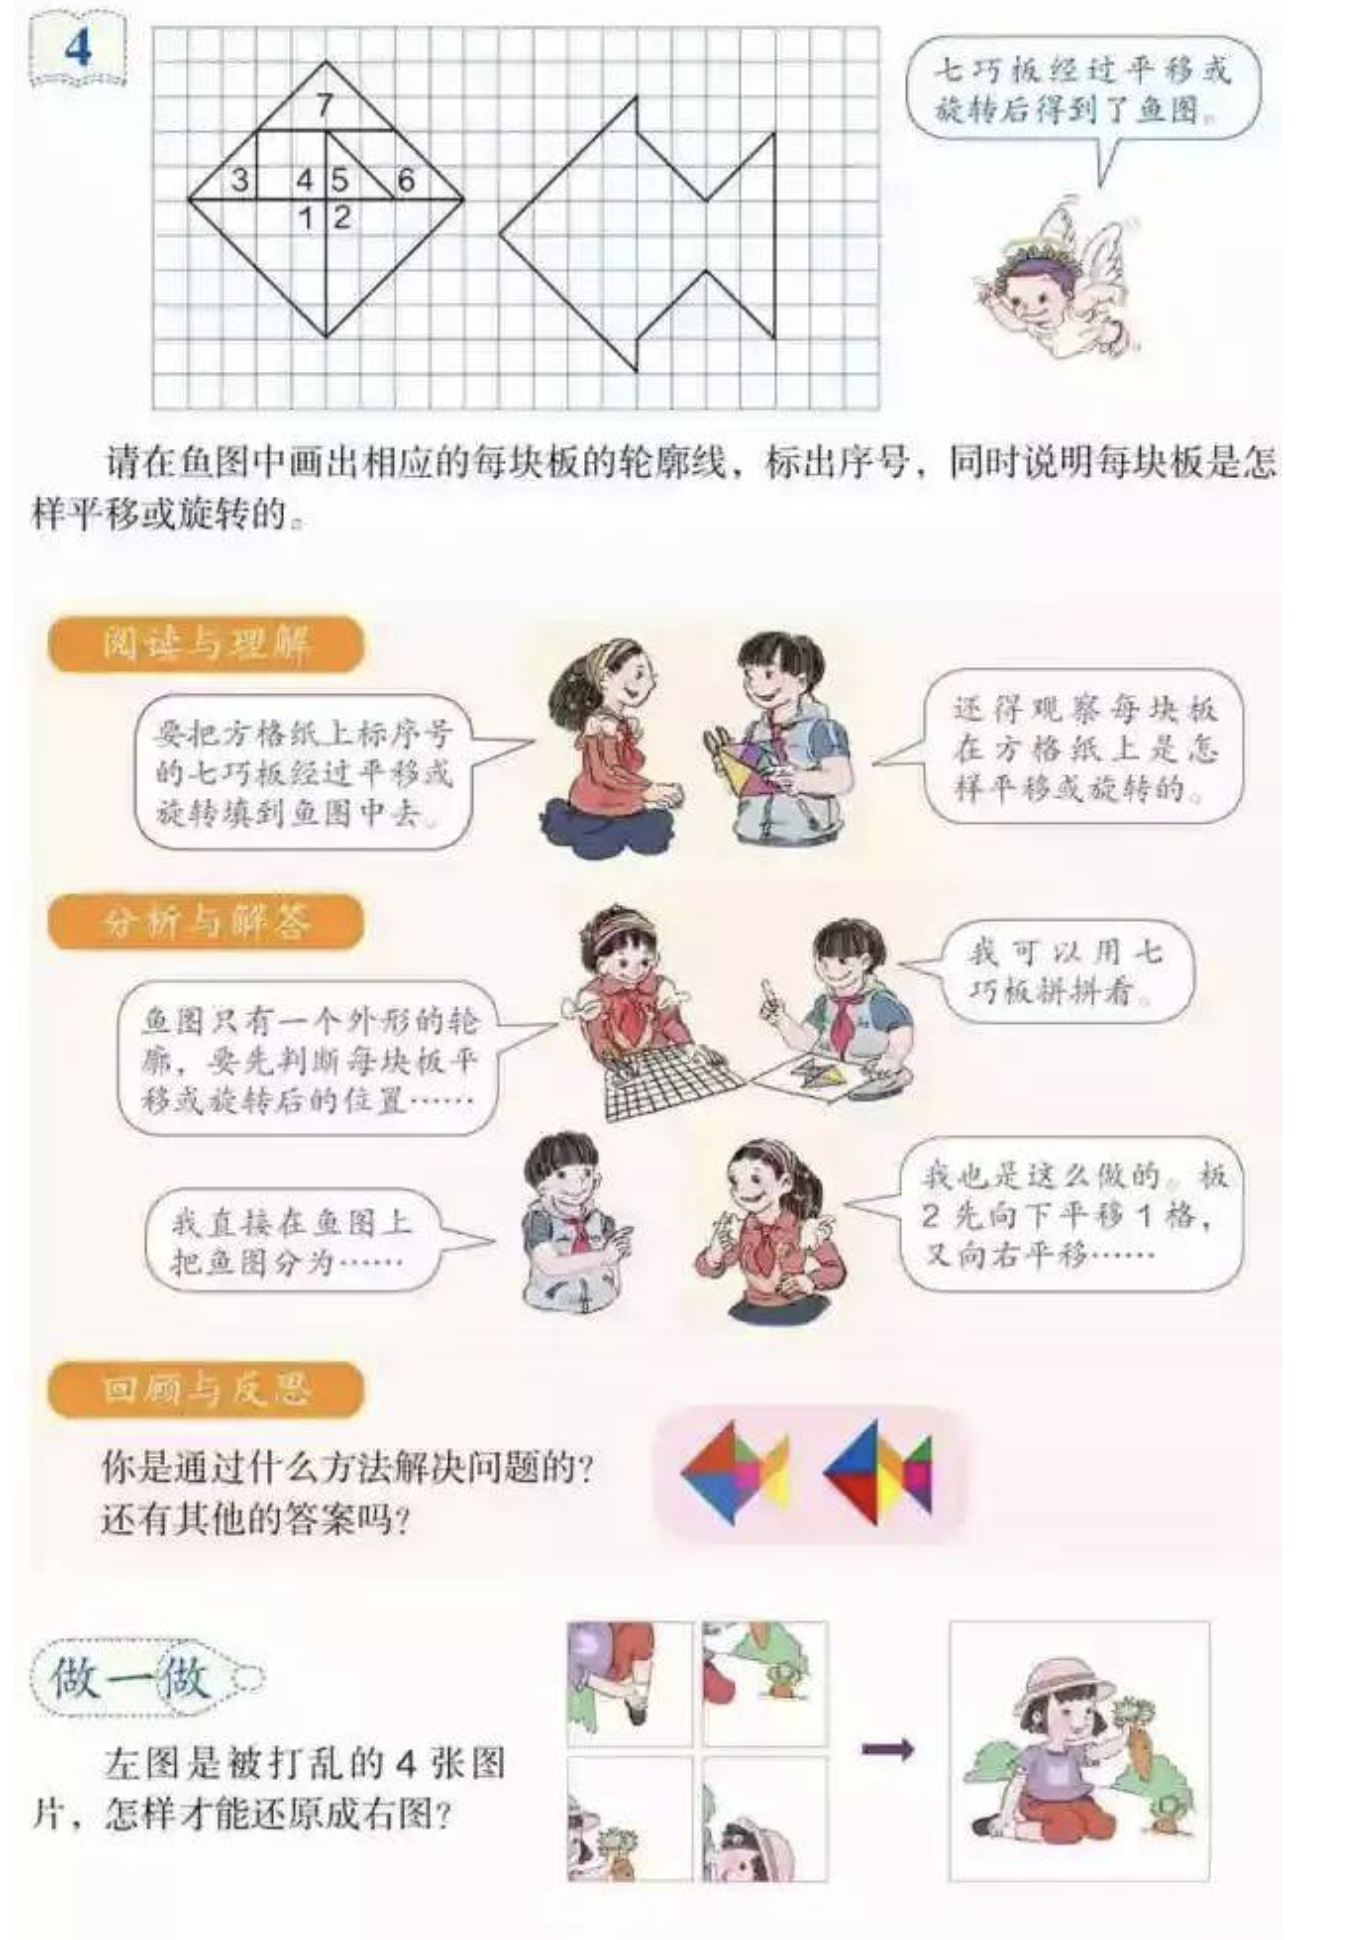 4
七巧板经过平移或
旋转后得到了鱼图。
7
3 4 5 6
1 2
请在鱼图中画出相应的每块板的轮廓线，标出序号，同时说明每块板是怎
样平移或旋转的。
阅读与理解
要把方格纸上标序号
的七巧板经过平移或
旋转填到鱼图中去。
还得观察每块板
在方格纸上是怎
样平移或旋转的。
分析与解答
我可以用七
巧板拼拼看。
鱼图只有一个外形的轮
廓，要先判断每块板平
移或旋转后的位置……
我直接在鱼图上
把鱼图分为……
我也是这么做的。板
2先向下平移1格，
又向右平移……
回顾与反思
你是通过什么方法解决问题的？
还有其他的答案吗？
做一做
左图是被打乱的4张图
片，怎样才能还原成右图？